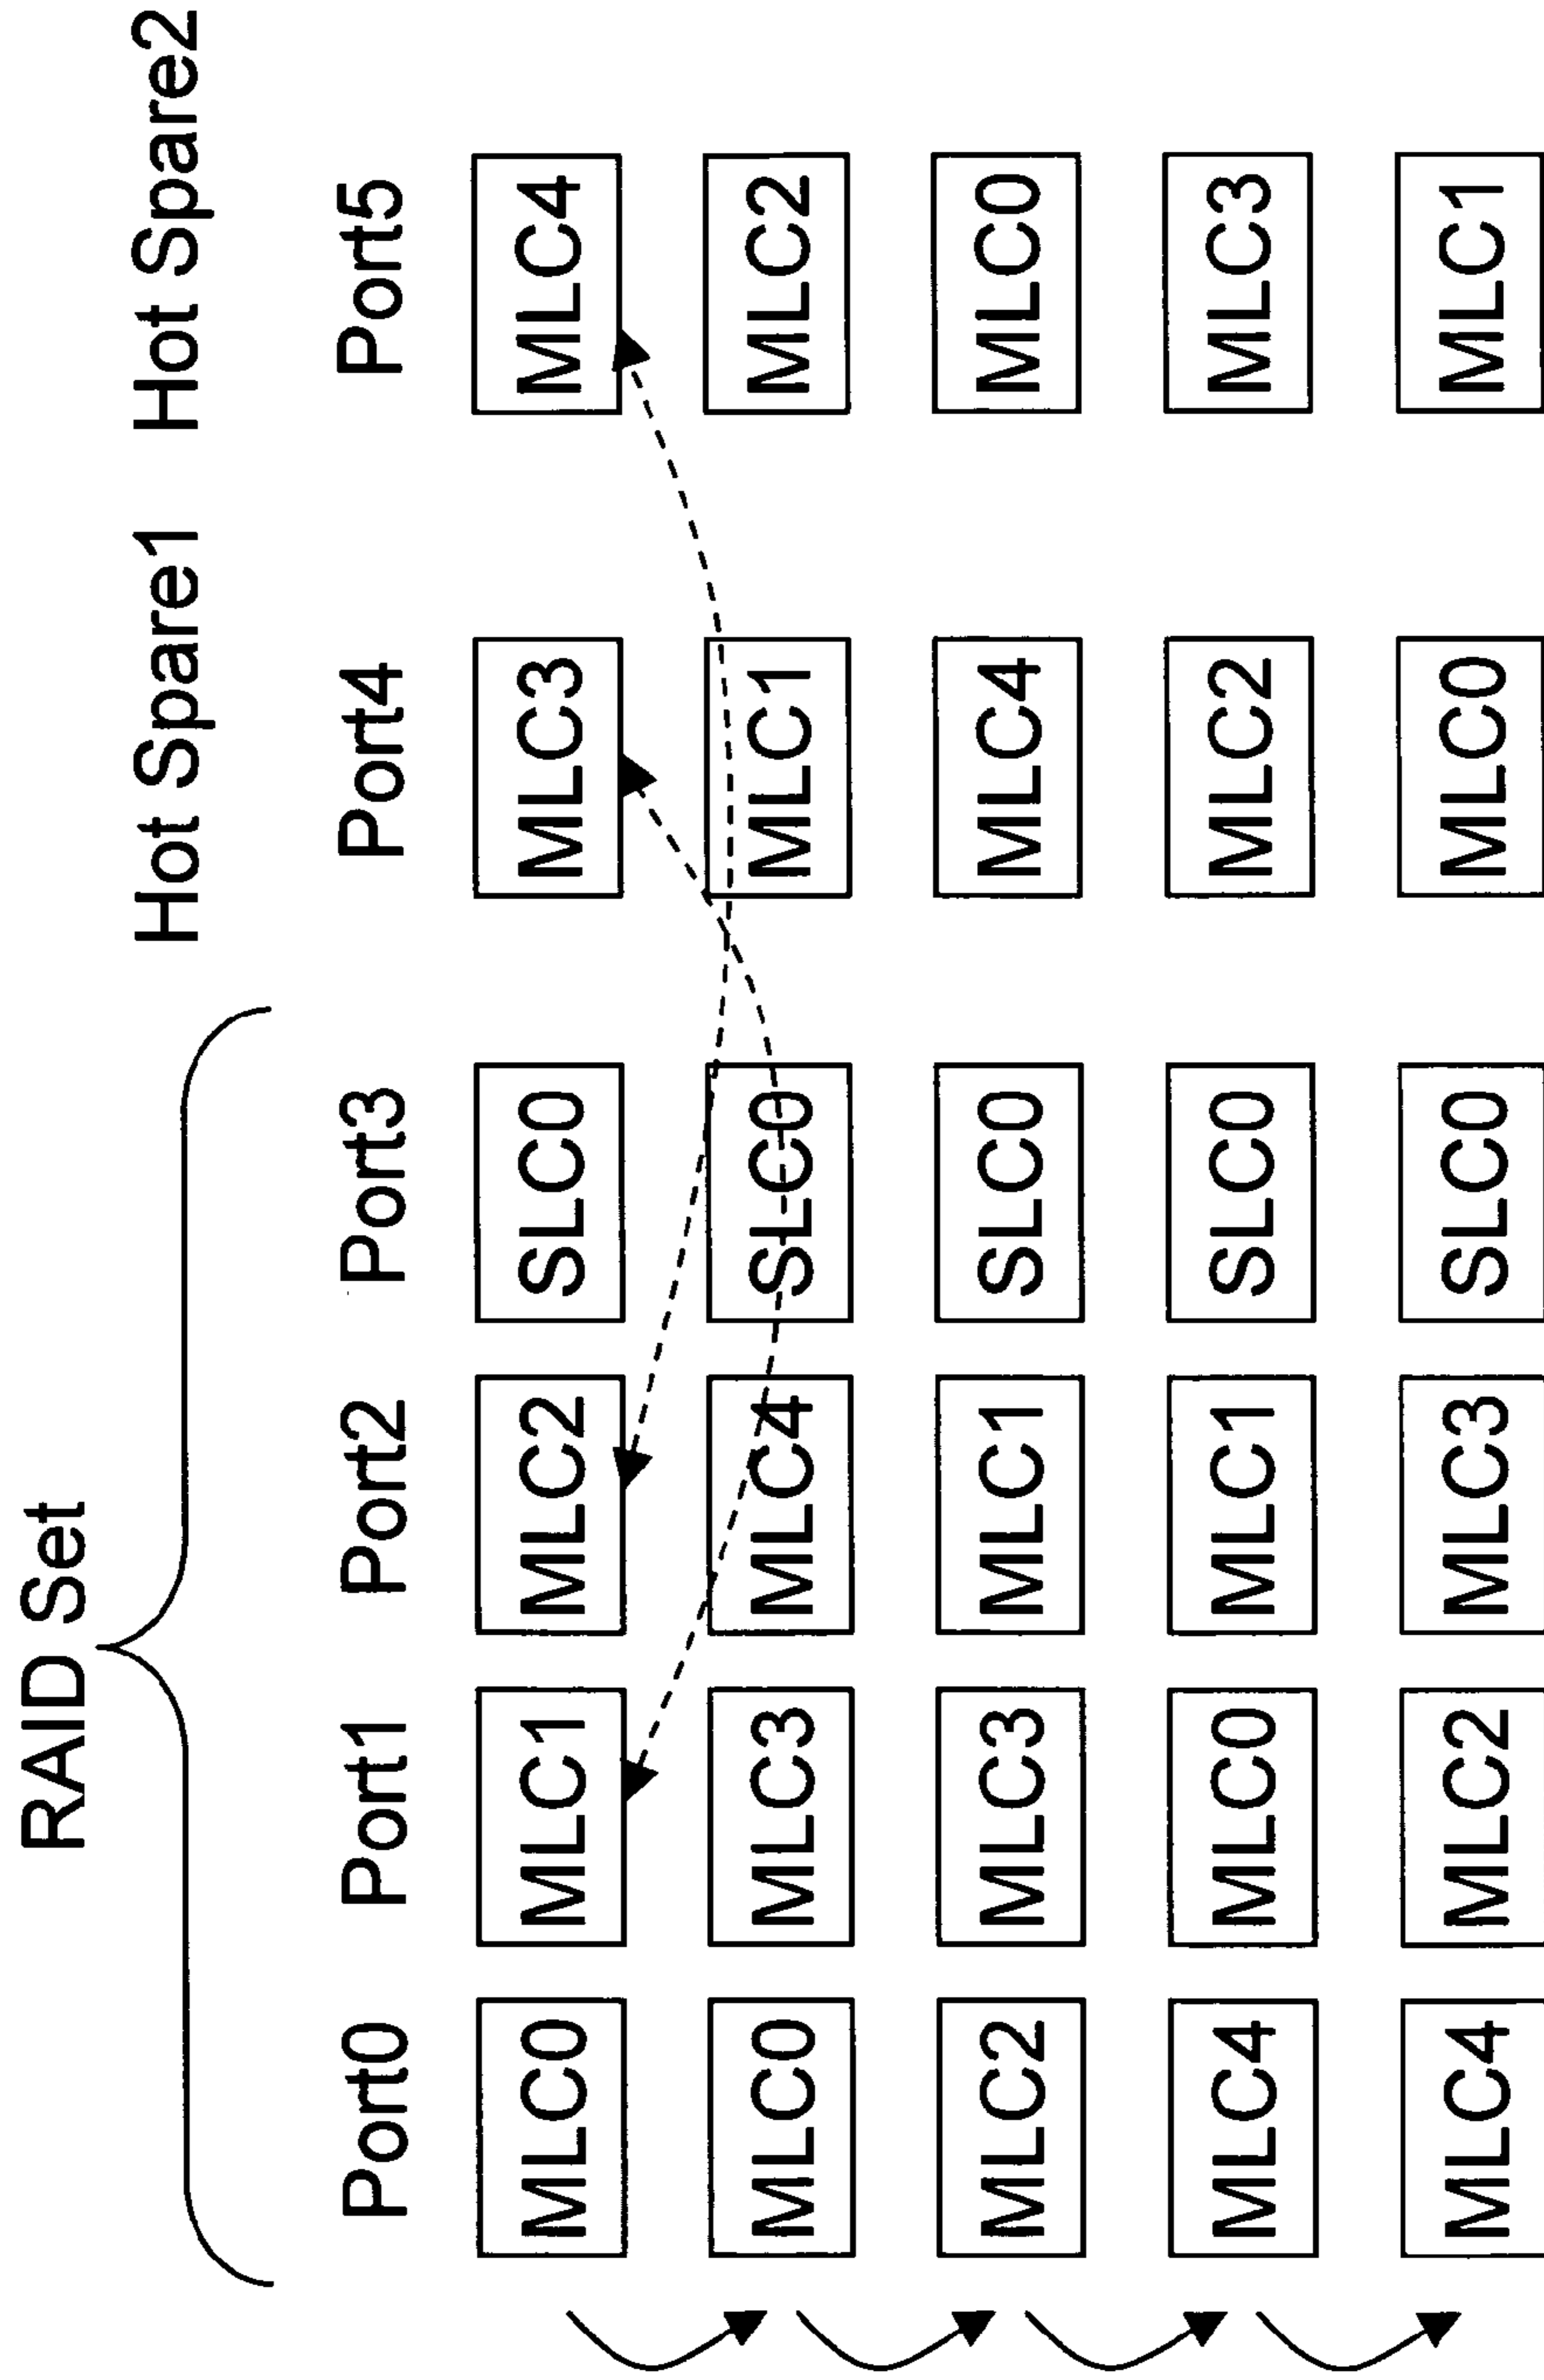 RAID Set
Hot Spare1 Hot Spare2
Port0 Port1 Port2 Port3 Port4 Port5
MLC0 MLC1 MLC2 SLC0 MLC3 MLC4
MLC0 MLC3 MLC4 SLC0 MLC1 MLC2
MLC2 MLC3 MLC1 SLC0 MLC4 MLC0
MLC4 MLC0 MLC1 SLC0 MLC2 MLC3
MLC4 MLC2 MLC3 SLC0 MLC0 MLC1